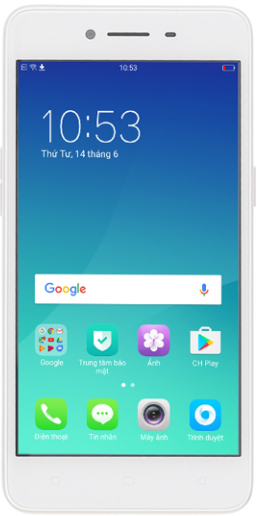 10:53
10:53
Thứ Tư, 14 tháng 6
Google
Google
Trung tâm bảo mật
Ảnh
CH Play
Điện thoại
Tin nhắn
Máy ảnh
Trình duyệt